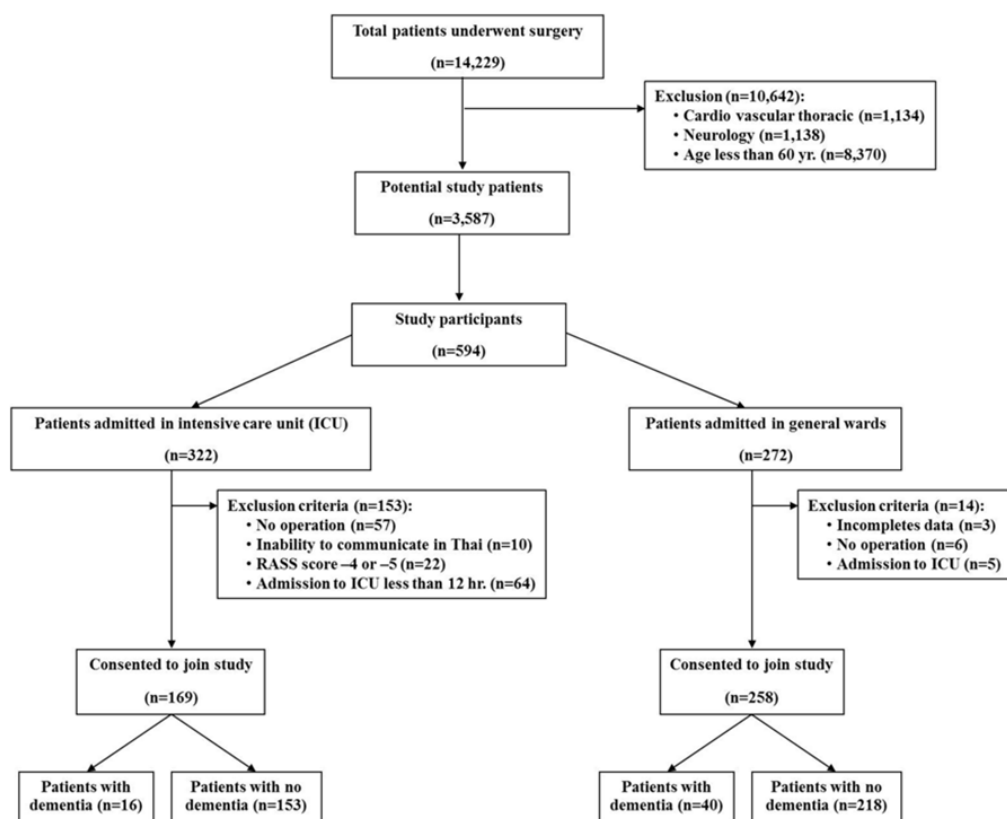 Total patients underwent surgery
(n=14,229)
Exclusion (n=10,642):
• Cardio vascular thoracic (n=1,134)
• Neurology (n=1,138)
• Age less than 60 yr. (n=8,370)
Potential study patients
(n=3,587)
Study participants
(n=594)
Patients admitted in intensive care unit (ICU)
(n=322)
Patients admitted in general wards
(n=272)
Exclusion criteria (n=153):
• No operation (n=57)
• Inability to communicate in Thai (n=10)
• RASS score –4 or –5 (n=22)
• Admission to ICU less than 12 hr. (n=64)
Exclusion criteria (n=14):
• Incompletes data (n=3)
• No operation (n=6)
• Admission to ICU (n=5)
Consented to join study
(n=169)
Consented to join study
(n=258)
Patients with
dementia (n=16)
Patients with no
dementia (n=153)
Patients with
dementia (n=40)
Patients with no
dementia (n=218)